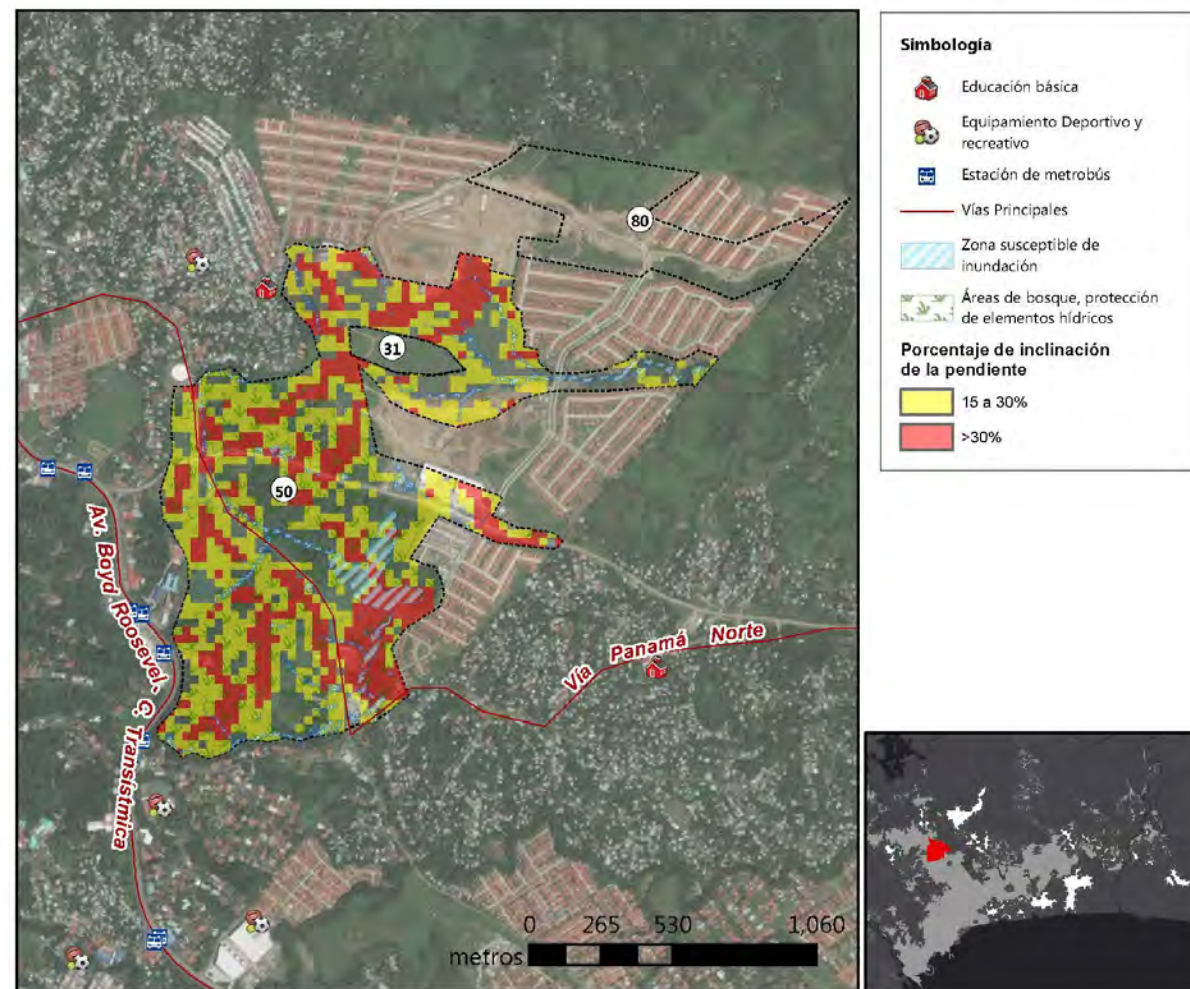 80
31
50
Av. Boyd Roosevel - C. Transístmica
Vía Panamá Norte
0 265 530 1,060
metros
Simbología
Educación básica
Equipamiento Deportivo y
recreativo
Estación de metrobús
Vías Principales
Zona susceptible de
inundación
Áreas de bosque, protección
de elementos hídricos
Porcentaje de inclinación
de la pendiente
15 a 30%
>30%